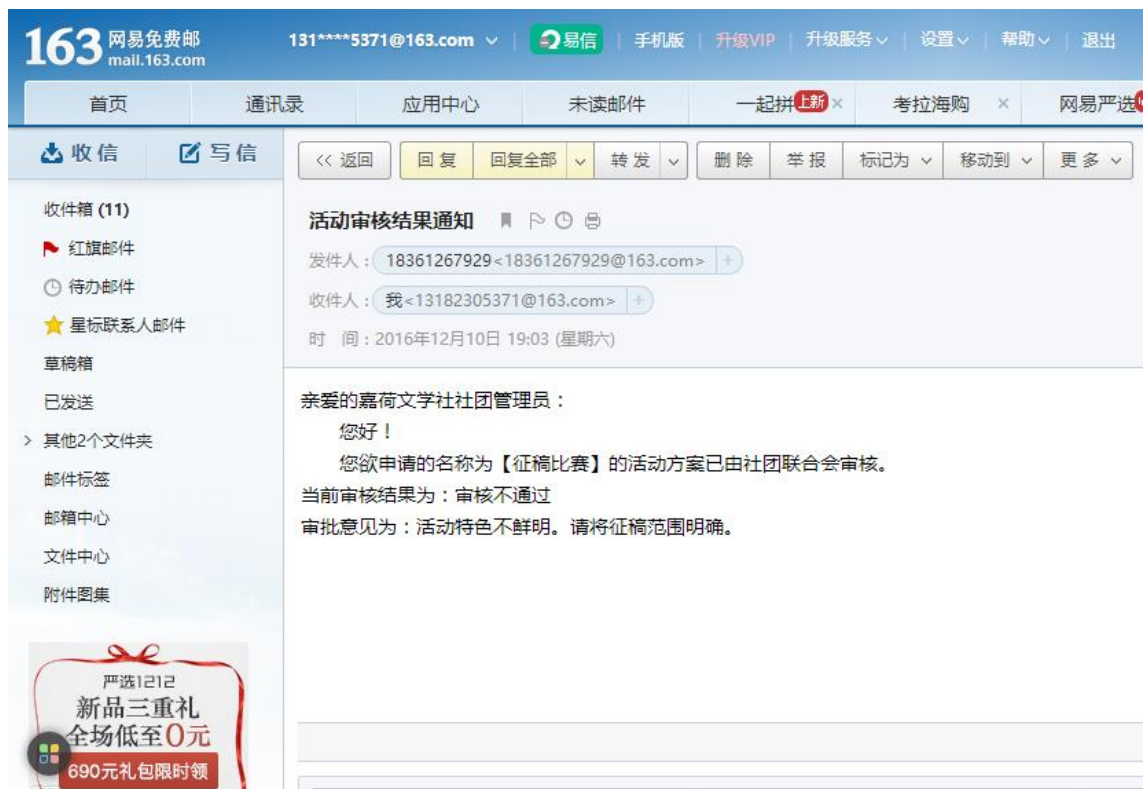 163 网易免费邮
mail.163.com
131****5371@163.com
易信
手机版
升级VIP
升级服务
设置
帮助
退出
首页
通讯录
应用中心
未读邮件
一起拼 上新
考拉海购
网易严选
收信
写信
<< 返回
回复
回复全部
转发
删除
举报
标记为
移动到
更多
收件箱 (11)
红旗邮件
待办邮件
星标联系人邮件
草稿箱
已发送
其他2个文件夹
邮件标签
邮箱中心
文件中心
附件图集
活动审核结果通知
发件人：18361267929<18361267929@163.com> +
收件人：我<13182305371@163.com> +
时 间：2016年12月10日 19:03 (星期六)
亲爱的嘉荷文学社社团管理员：
您好！
您欲申请的名称为【征稿比赛】的活动方案已由社团联合会审核。
当前审核结果为：审核不通过
审批意见为：活动特色不鲜明。请将征稿范围明确。
严选1212
新品三重礼
全场低至0元
690元礼包限时领